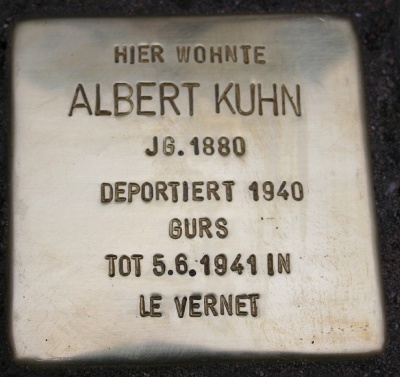 HIER WOHNTE
ALBERT KUHN
JG. 1880
DEPORTIERT 1940
GURS
TOT 5.6.1941 IN
LE VERNET